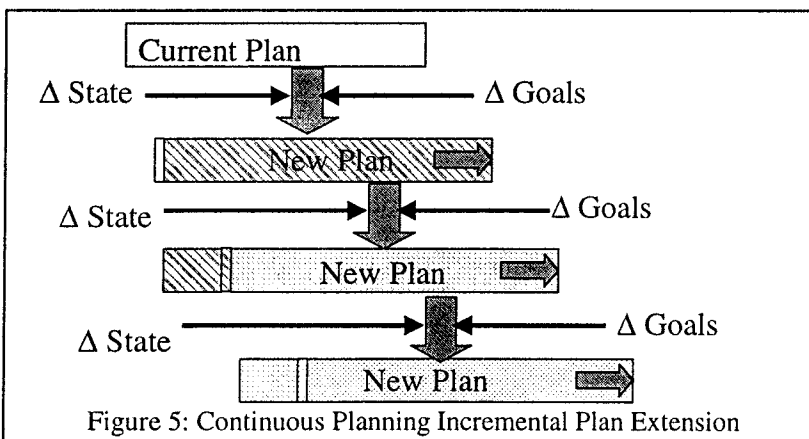 Current Plan
Δ State Δ Goals
New Plan
Δ State Δ Goals
New Plan
Δ State Δ Goals
New Plan
Figure 5: Continuous Planning Incremental Plan Extension